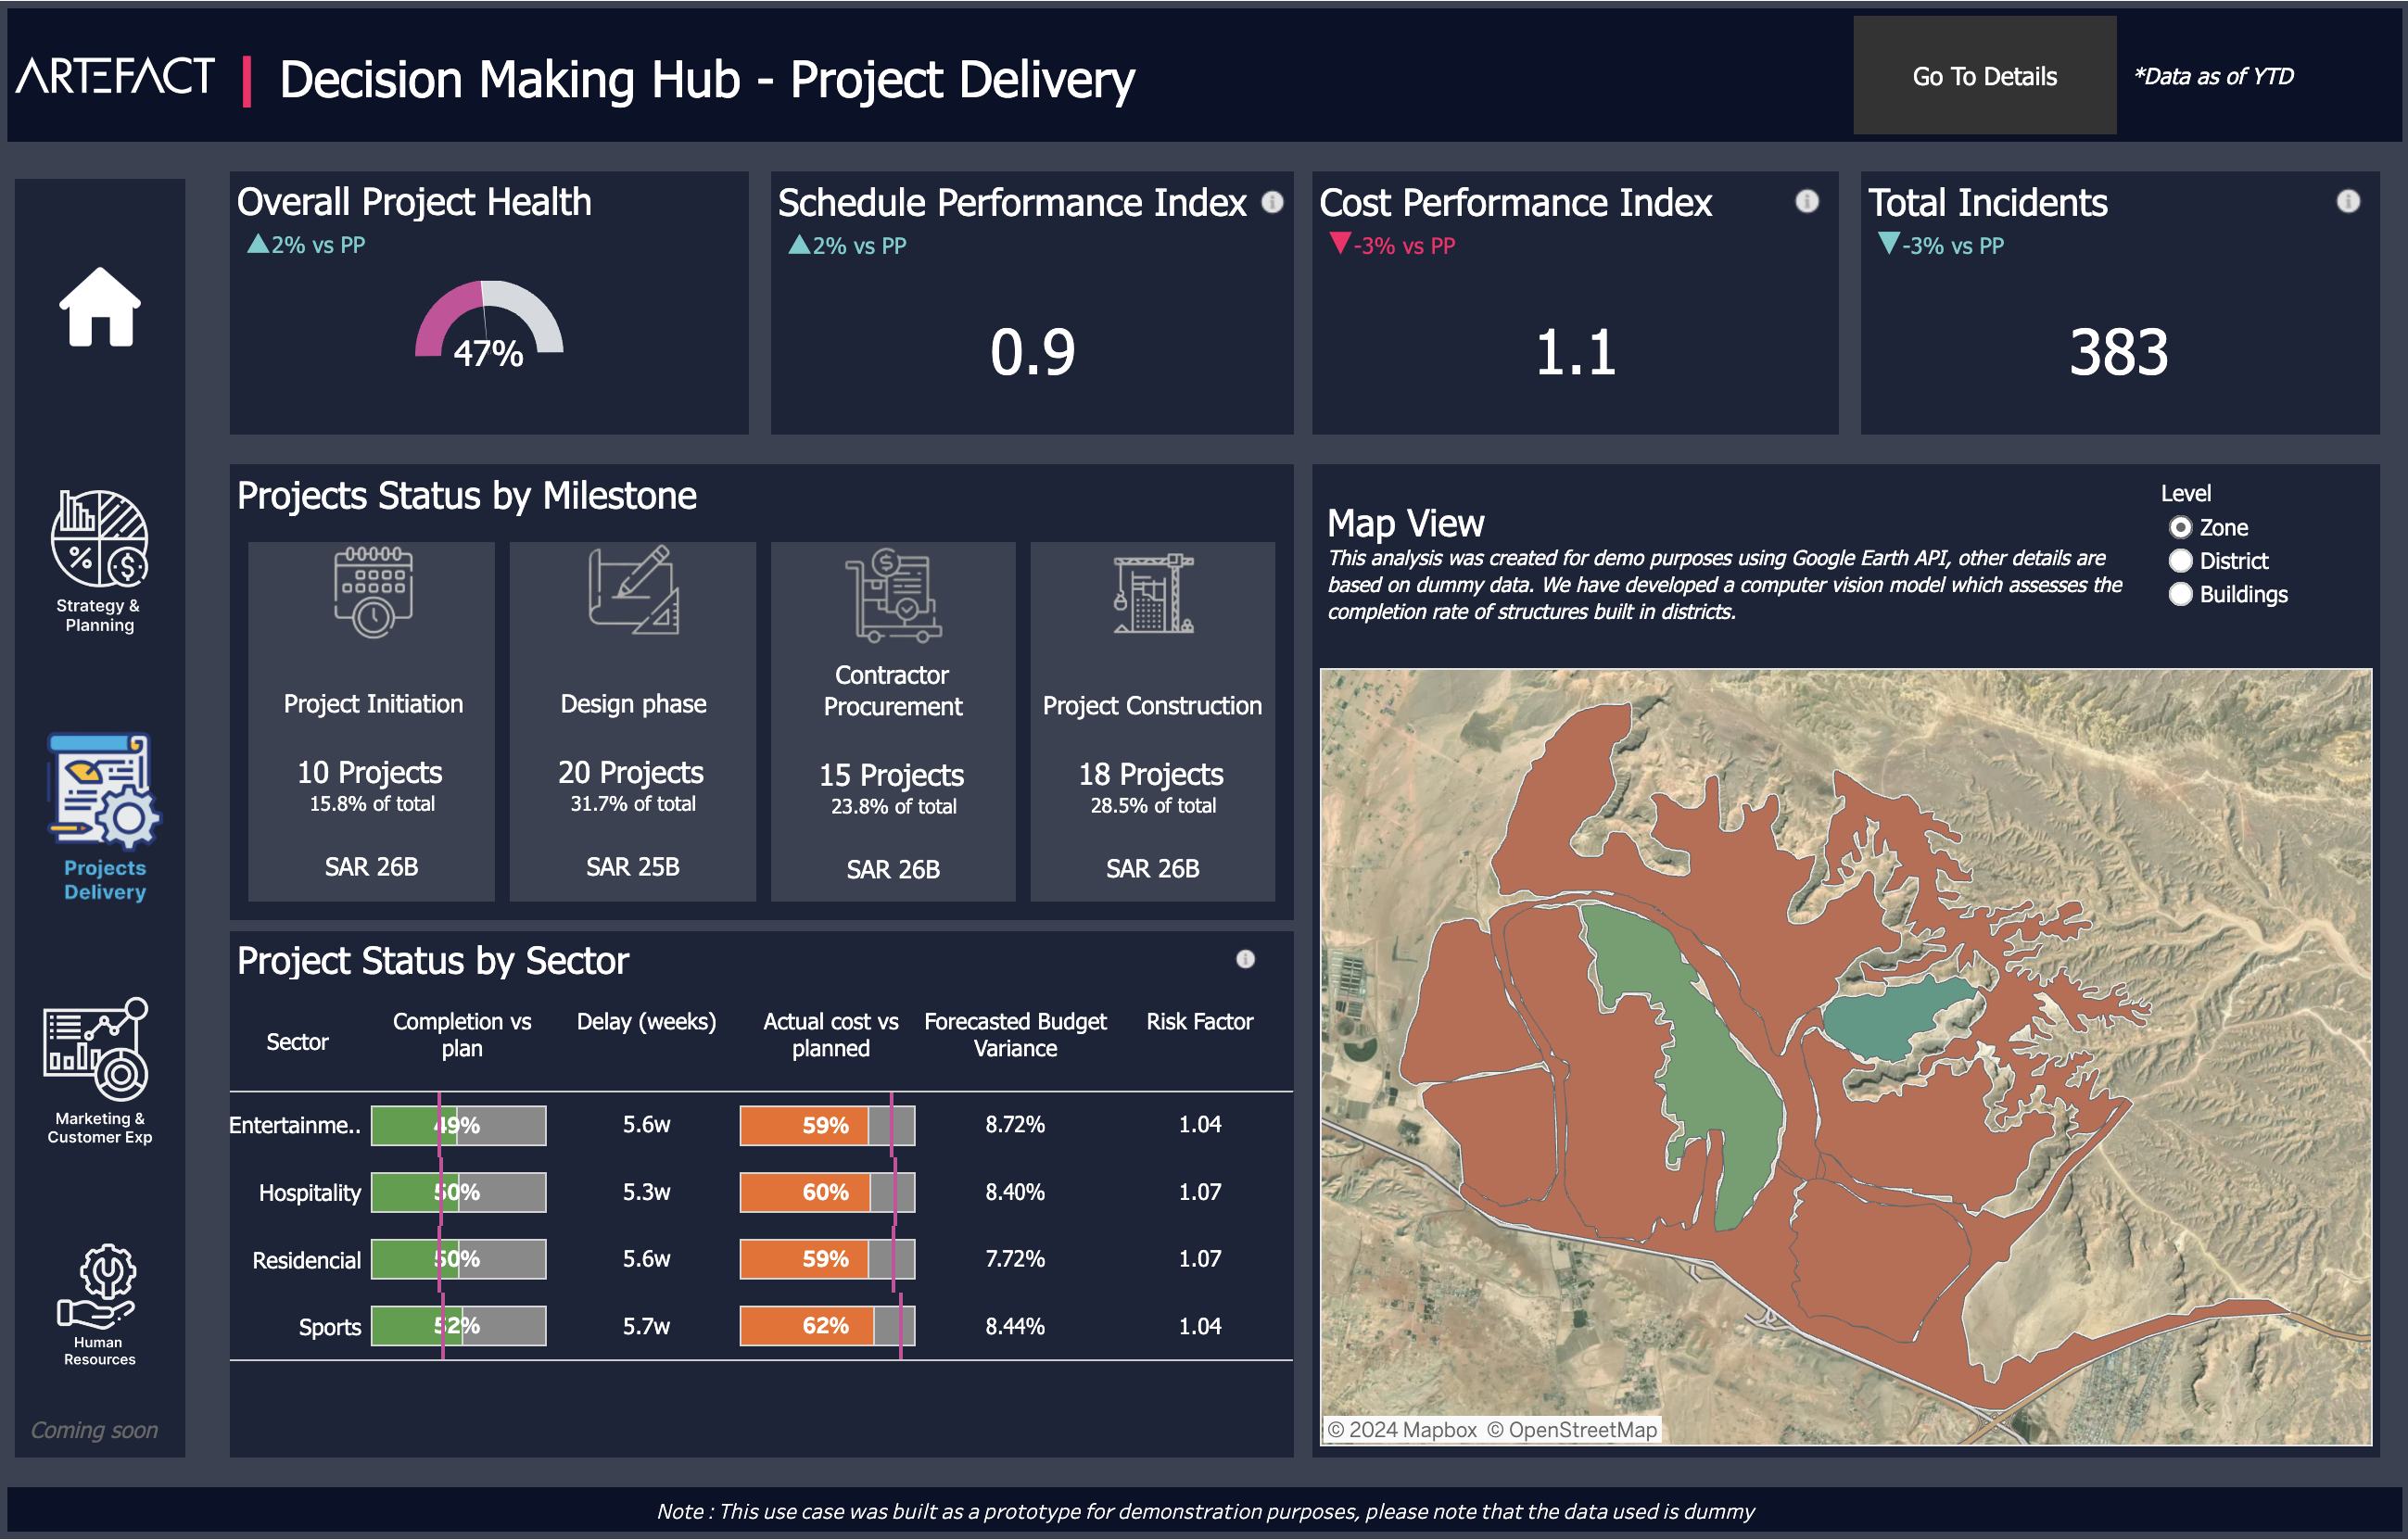 ARTEFACT | Decision Making Hub - Project Delivery
Go To Details
*Data as of YTD
Overall Project Health
▲2% vs PP
47%
Schedule Performance Index
▲2% vs PP
0.9
Cost Performance Index
▼-3% vs PP
1.1
Total Incidents
▼-3% vs PP
383
Strategy &
Planning
Projects
Delivery
Marketing &
Customer Exp
Human
Resources
Coming soon
Projects Status by Milestone
Project Initiation
10 Projects
15.8% of total
SAR 26B
Design phase
20 Projects
31.7% of total
SAR 25B
Contractor
Procurement
15 Projects
23.8% of total
SAR 26B
Project Construction
18 Projects
28.5% of total
SAR 26B
Project Status by Sector
Sector
Completion vs
plan
Delay (weeks)
Actual cost vs
planned
Forecasted Budget
Variance
Risk Factor
Entertainme.. 49% 5.6w 59% 8.72% 1.04
Hospitality 50% 5.3w 60% 8.40% 1.07
Residencial 50% 5.6w 59% 7.72% 1.07
Sports 52% 5.7w 62% 8.44% 1.04
Map View
This analysis was created for demo purposes using Google Earth API, other details are
based on dummy data. We have developed a computer vision model which assesses the
completion rate of structures built in districts.
Level
Zone
District
Buildings
© 2024 Mapbox © OpenStreetMap
Note : This use case was built as a prototype for demonstration purposes, please note that the data used is dummy